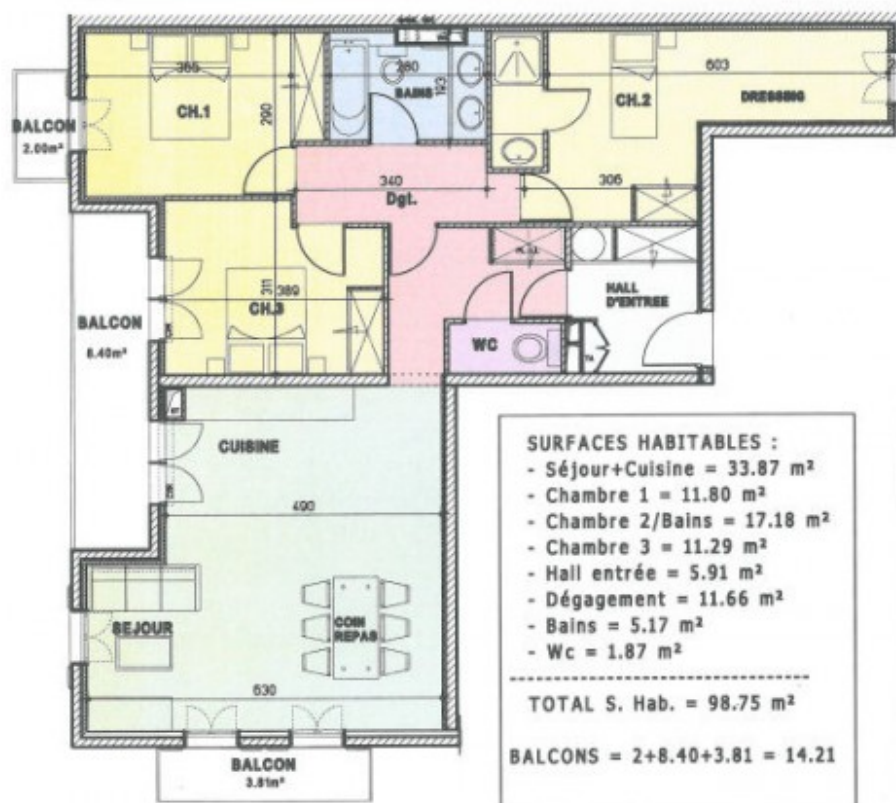 365
290
280
193
BAINS
603
CH.1
CH.2
DRESSING
BALCON
2.00m²
340
306
Dgt.
311
389
CH.3
HALL
D'ENTREE
BALCON
8.40m²
WC
CUISINE
490
SEJOUR
COIN
REPAS
630
BALCON
3.81m²
SURFACES HABITABLES :
- Séjour+Cuisine = 33.87 m²
- Chambre 1 = 11.80 m²
- Chambre 2/Bains = 17.18 m²
- Chambre 3 = 11.29 m²
- Hall entrée = 5.91 m²
- Dégagement = 11.66 m²
- Bains = 5.17 m²
- Wc = 1.87 m²
TOTAL S. Hab. = 98.75 m²
BALCONS = 2+8.40+3.81 = 14.21